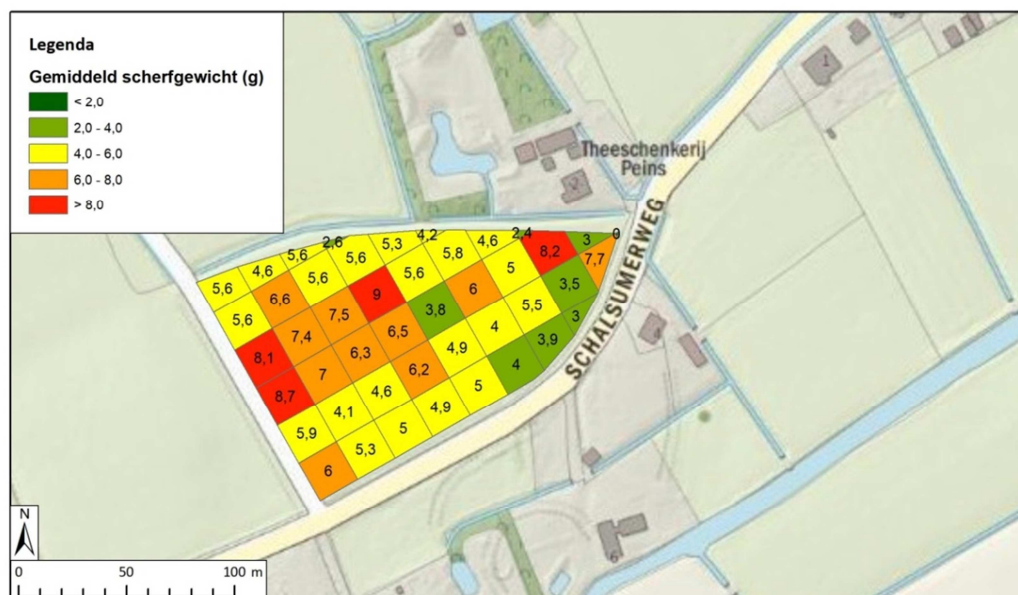 Legenda
Gemiddeld scherfgewicht (g)
< 2,0
2,0 - 4,0
4,0 - 6,0
6,0 - 8,0
> 8,0
1
Theeschenkerij
Peins
2
SCHALSUMERWEG
4
6
5,6 4,6 5,6 2,6 5,3 4,2 4,6 2,4 3 0
5,6 6,6 5,6 5,6 5,6 5,8 5 8,2 7,7
8,1 7,4 7,5 9 3,8 6 5,5 3,5
8,7 7 6,3 6,5 4,9 4 3,9 3
5,9 4,1 4,6 6,2 5 4
6 5,3 5 4,9
N
0 50 100 m